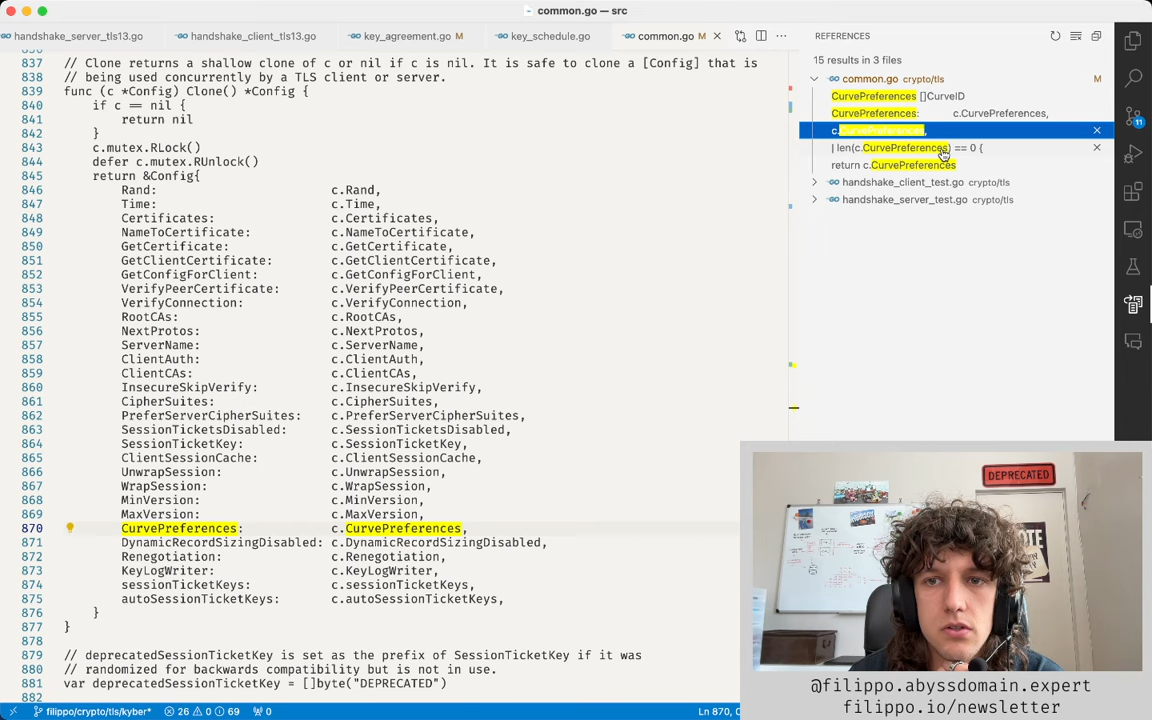 common.go — src
handshake_server_tls13.go
handshake_client_tls13.go
key_agreement.go M
key_schedule.go
common.go M
REFERENCES
15 results in 3 files
common.go crypto/tls M
CurvePreferences []CurveID
CurvePreferences: c.CurvePreferences,
c.CurvePreferences,
| len(c.CurvePreferences) == 0 {
return c.CurvePreferences
handshake_client_test.go crypto/tls
handshake_server_test.go crypto/tls
11
836
837 // Clone returns a shallow clone of c or nil if c is nil. It is safe to clone a [Config] that is
838 // being used concurrently by a TLS client or server.
839 func (c *Config) Clone() *Config {
840 if c == nil {
841 return nil
842 }
843 c.mutex.RLock()
844 defer c.mutex.RUnlock()
845 return &Config{
846 Rand: c.Rand,
847 Time: c.Time,
848 Certificates: c.Certificates,
849 NameToCertificate: c.NameToCertificate,
850 GetCertificate: c.GetCertificate,
851 GetClientCertificate: c.GetClientCertificate,
852 GetConfigForClient: c.GetConfigForClient,
853 VerifyPeerCertificate: c.VerifyPeerCertificate,
854 VerifyConnection: c.VerifyConnection,
855 RootCAs: c.RootCAs,
856 NextProtos: c.NextProtos,
857 ServerName: c.ServerName,
858 ClientAuth: c.ClientAuth,
859 ClientCAs: c.ClientCAs,
860 InsecureSkipVerify: c.InsecureSkipVerify,
861 CipherSuites: c.CipherSuites,
862 PreferServerCipherSuites: c.PreferServerCipherSuites,
863 SessionTicketsDisabled: c.SessionTicketsDisabled,
864 SessionTicketKey: c.SessionTicketKey,
865 ClientSessionCache: c.ClientSessionCache,
866 UnwrapSession: c.UnwrapSession,
867 WrapSession: c.WrapSession,
868 MinVersion: c.MinVersion,
869 MaxVersion: c.MaxVersion,
870 CurvePreferences: c.CurvePreferences,
871 DynamicRecordSizingDisabled: c.DynamicRecordSizingDisabled,
872 Renegotiation: c.Renegotiation,
873 KeyLogWriter: c.KeyLogWriter,
874 sessionTicketKeys: c.sessionTicketKeys,
875 autoSessionTicketKeys: c.autoSessionTicketKeys,
876 }
877 }
878
879 // deprecatedSessionTicketKey is set as the prefix of SessionTicketKey if it was
880 // randomized for backwards compatibility but is not in use.
881 var deprecatedSessionTicketKey = []byte("DEPRECATED")
882
filippo/crypto/tls/kyber* 26 0 69 0 Ln 870,
DEPRECATED
@filippo.abyssdomain.expert
filippo.io/newsletter